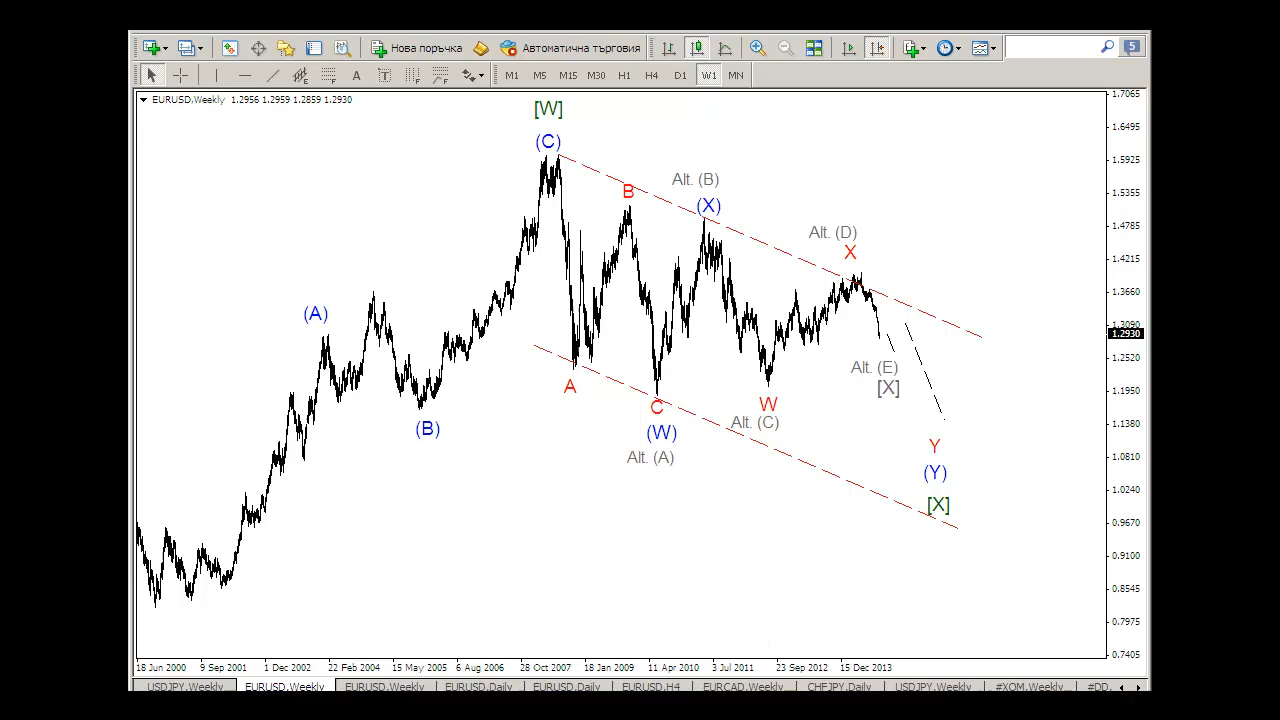 Нова поръчка Автоматична търговия 5
A T F M1 M5 M15 M30 H1 H4 D1 W1 MN
EURUSD,Weekly 1.2956 1.2959 1.2859 1.2930
1.7065
[W]
1.6495
(C)
1.5925
Alt. (B)
B
1.5355
(X)
1.4785
Alt. (D)
X
1.4215
1.3660
(A)
1.3090
1.2930
1.2520
Alt. (E)
A
[X]
1.1950
W
C
Alt. (C)
1.1380
(B)
(W)
Y
Alt. (A)
1.0810
(Y)
1.0240
[X]
0.9670
0.9100
0.8545
0.7975
0.7405
18 Jun 2000 9 Sep 2001 1 Dec 2002 22 Feb 2004 15 May 2005 6 Aug 2006 28 Oct 2007 18 Jan 2009 11 Apr 2010 3 Jul 2011 23 Sep 2012 15 Dec 2013
USDJPY,Weekly EURUSD,Weekly EURUSD,Weekly EURUSD,Daily EURUSD,Daily EURUSD,H4 EURCAD,Weekly CHFJPY,Daily USDJPY,Weekly #XOM,Weekly #DD,